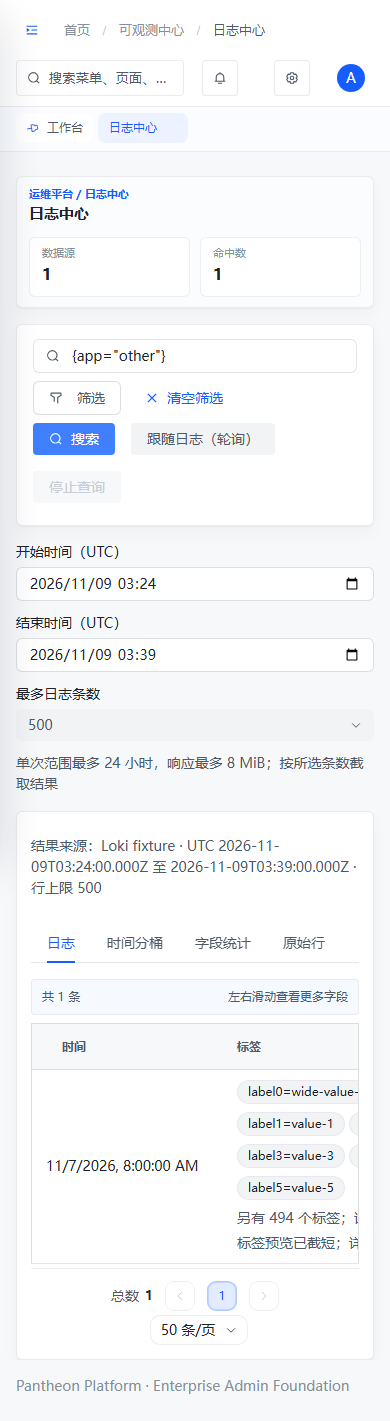 首页 / 可观测中心 / 日志中心
搜索菜单、页面、... A
工作台 日志中心
运维平台 / 日志中心
日志中心
数据源 命中数
1 1
{app="other"}
筛选 清空筛选
搜索 跟随日志（轮询）
停止查询
开始时间（UTC）
2026/11/09 03:24
结束时间（UTC）
2026/11/09 03:39
最多日志条数
500
单次范围最多 24 小时，响应最多 8 MiB；按所选条数截
取结果
结果来源：Loki fixture · UTC 2026-11-
09T03:24:00.000Z 至 2026-11-09T03:39:00.000Z ·
行上限 500
日志 时间分桶 字段统计 原始行
共 1 条 左右滑动查看更多字段
时间 标签
label0=wide-value-
label1=value-1
11/7/2026, 8:00:00 AM label3=value-3
label5=value-5
另有 494 个标签；
标签预览已截短；
总数 1 1
50 条/页
Pantheon Platform · Enterprise Admin Foundation